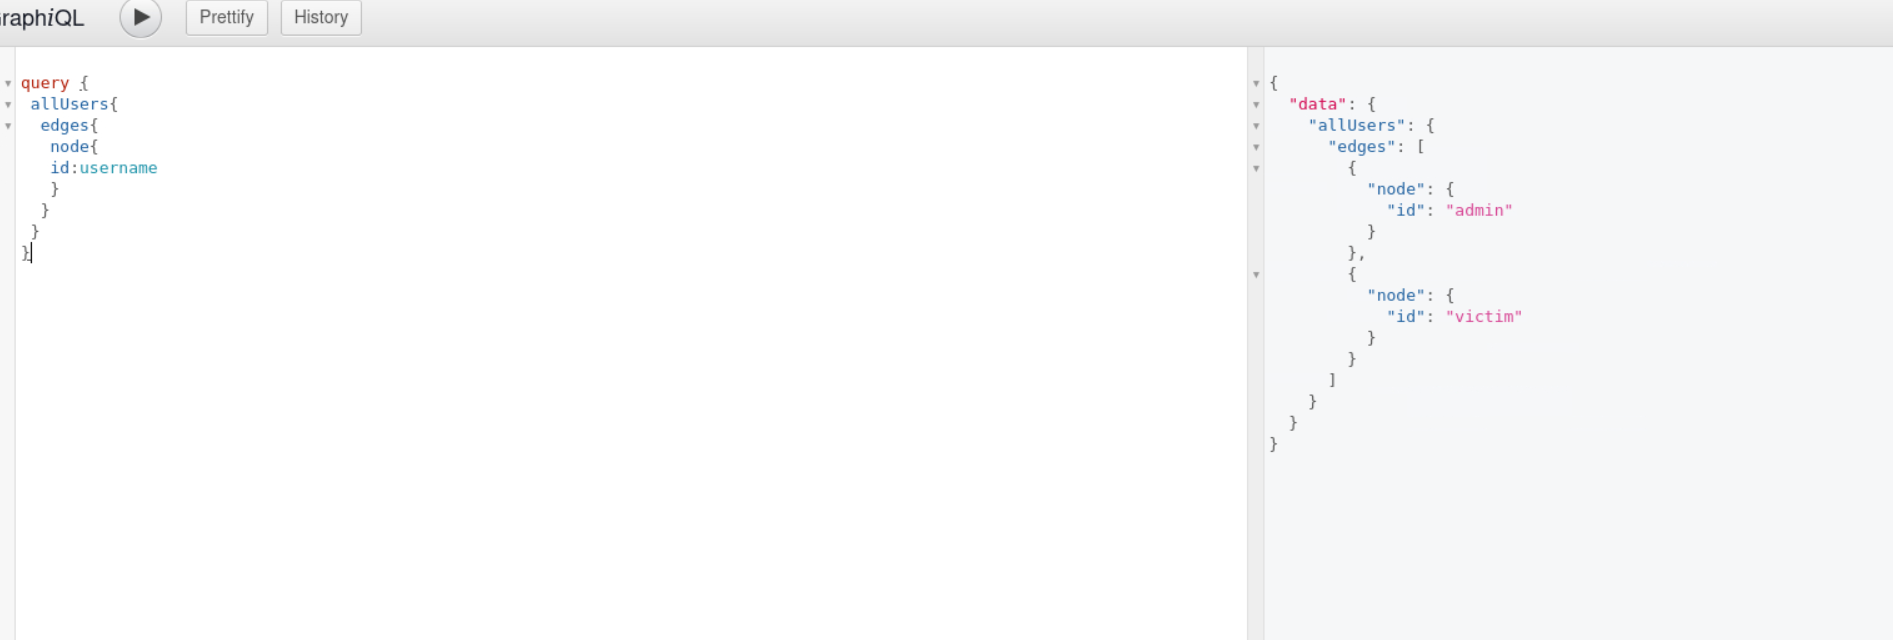 raphiQL Prettify History
query {
 allUsers{
  edges{
   node{
   id:username
   }
  }
 }
}
{
  "data": {
    "allUsers": {
      "edges": [
        {
          "node": {
            "id": "admin"
          }
        },
        {
          "node": {
            "id": "victim"
          }
        }
      ]
    }
  }
}